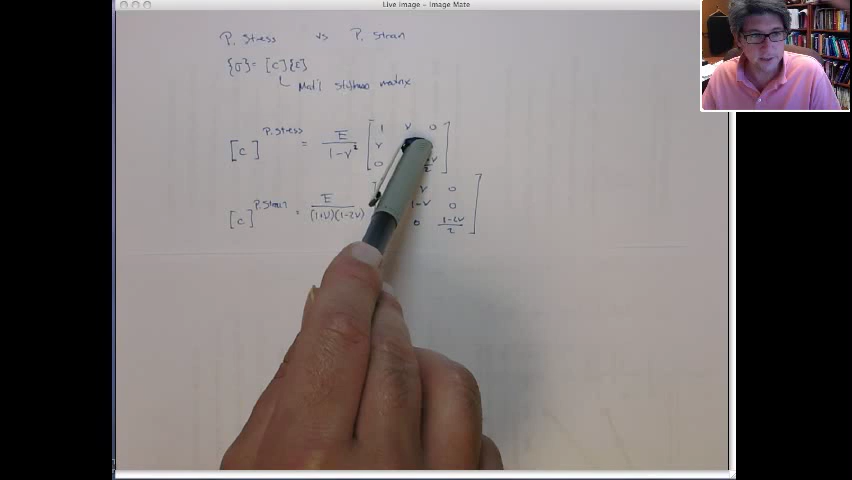 Live image - Image Mate
P. Stress vs P. Strain
{σ} = [C]{ε}
Mat'l stiffness matrix
[C]^P.Stress = E/(1-ν²) [1 ν 0
ν
0 ν/2]
[C]^P.Strain = E/((1+ν)(1-2ν)) [ν 0
1-ν 0
0 (1-2ν)/2]